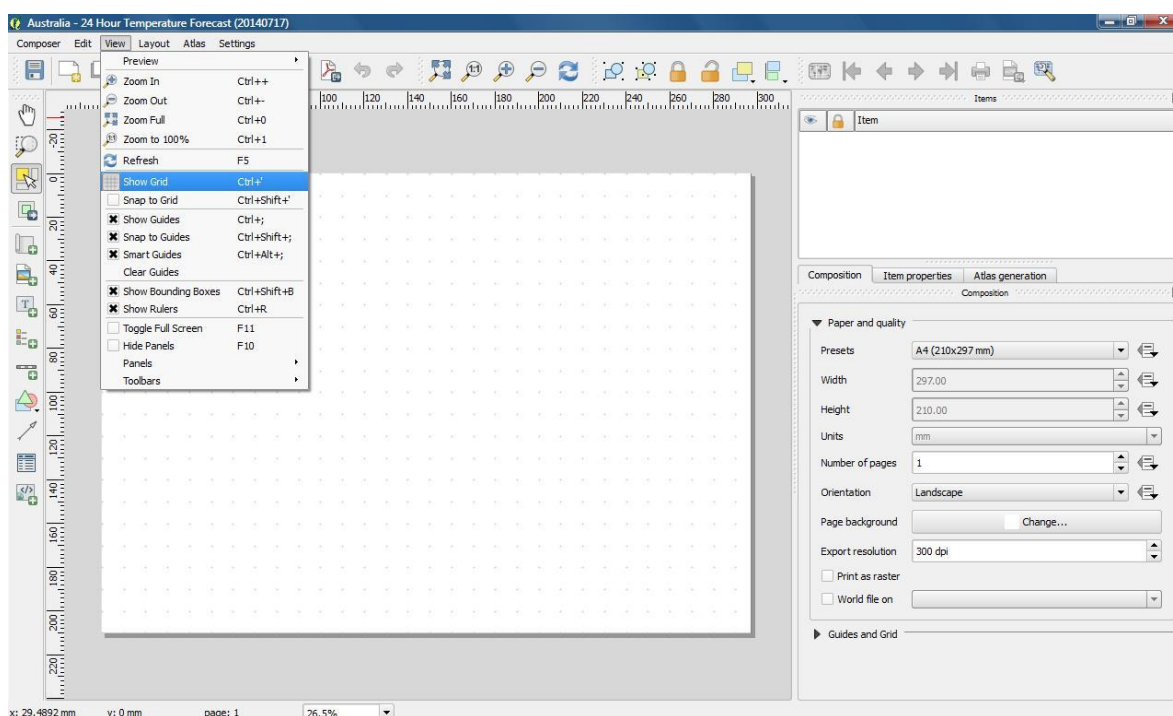 Australia - 24 Hour Temperature Forecast (20140717)
Composer Edit View Layout Atlas Settings
Preview
Zoom In Ctrl++
Zoom Out Ctrl+-
Zoom Full Ctrl+0
Zoom to 100% Ctrl+1
Refresh F5
Show Grid Ctrl+'
Snap to Grid Ctrl+Shift+'
Show Guides Ctrl+;
Snap to Guides Ctrl+Shift+;
Smart Guides Ctrl+Alt+;
Clear Guides
Show Bounding Boxes Ctrl+Shift+B
Show Rulers Ctrl+R
Toggle Full Screen F11
Hide Panels F10
Panels
Toolbars
100 120 140 160 180 200 220 240 260 280 300
-20
0
20
40
60
80
100
120
140
160
180
200
220
Items
Item
Composition Item properties Atlas generation
Composition
Paper and quality
Presets A4 (210x297 mm)
Width 297.00
Height 210.00
Units mm
Number of pages 1
Orientation Landscape
Page background Change...
Export resolution 300 dpi
Print as raster
World file on
Guides and Grid
x: 29.4892 mm y: 0 mm page: 1 26.5%